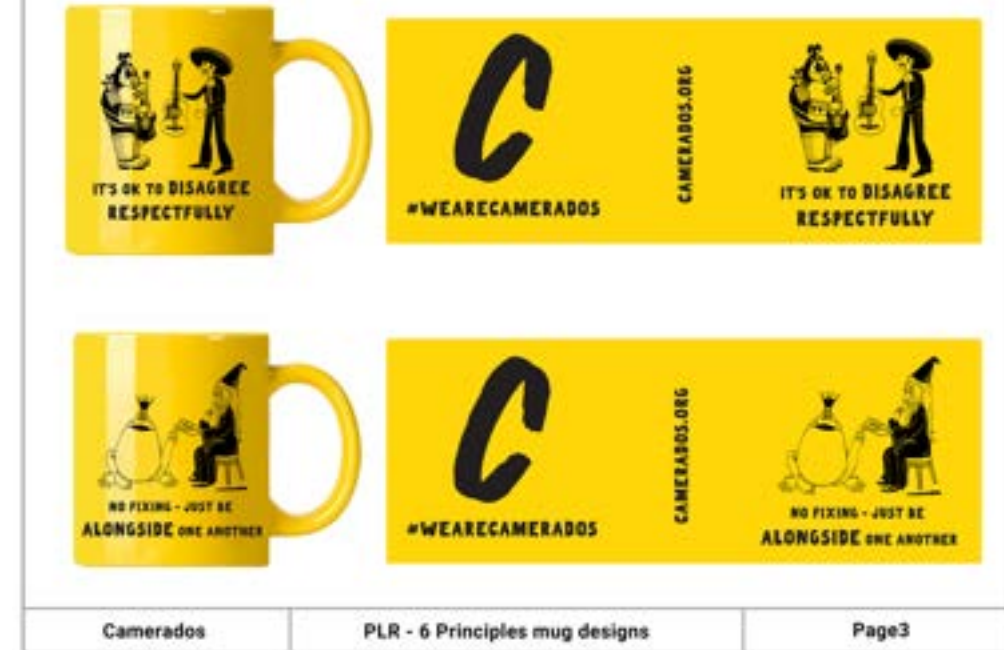 IT'S OK TO DISAGREE
RESPECTFULLY
C
#WEARECAMERADOS
CAMERADOS.ORG
IT'S OK TO DISAGREE
RESPECTFULLY
NO FIXING - JUST BE
ALONGSIDE ONE ANOTHER
C
#WEARECAMERADOS
CAMERADOS.ORG
NO FIXING - JUST BE
ALONGSIDE ONE ANOTHER
Camerados
PLR - 6 Principles mug designs
Page3